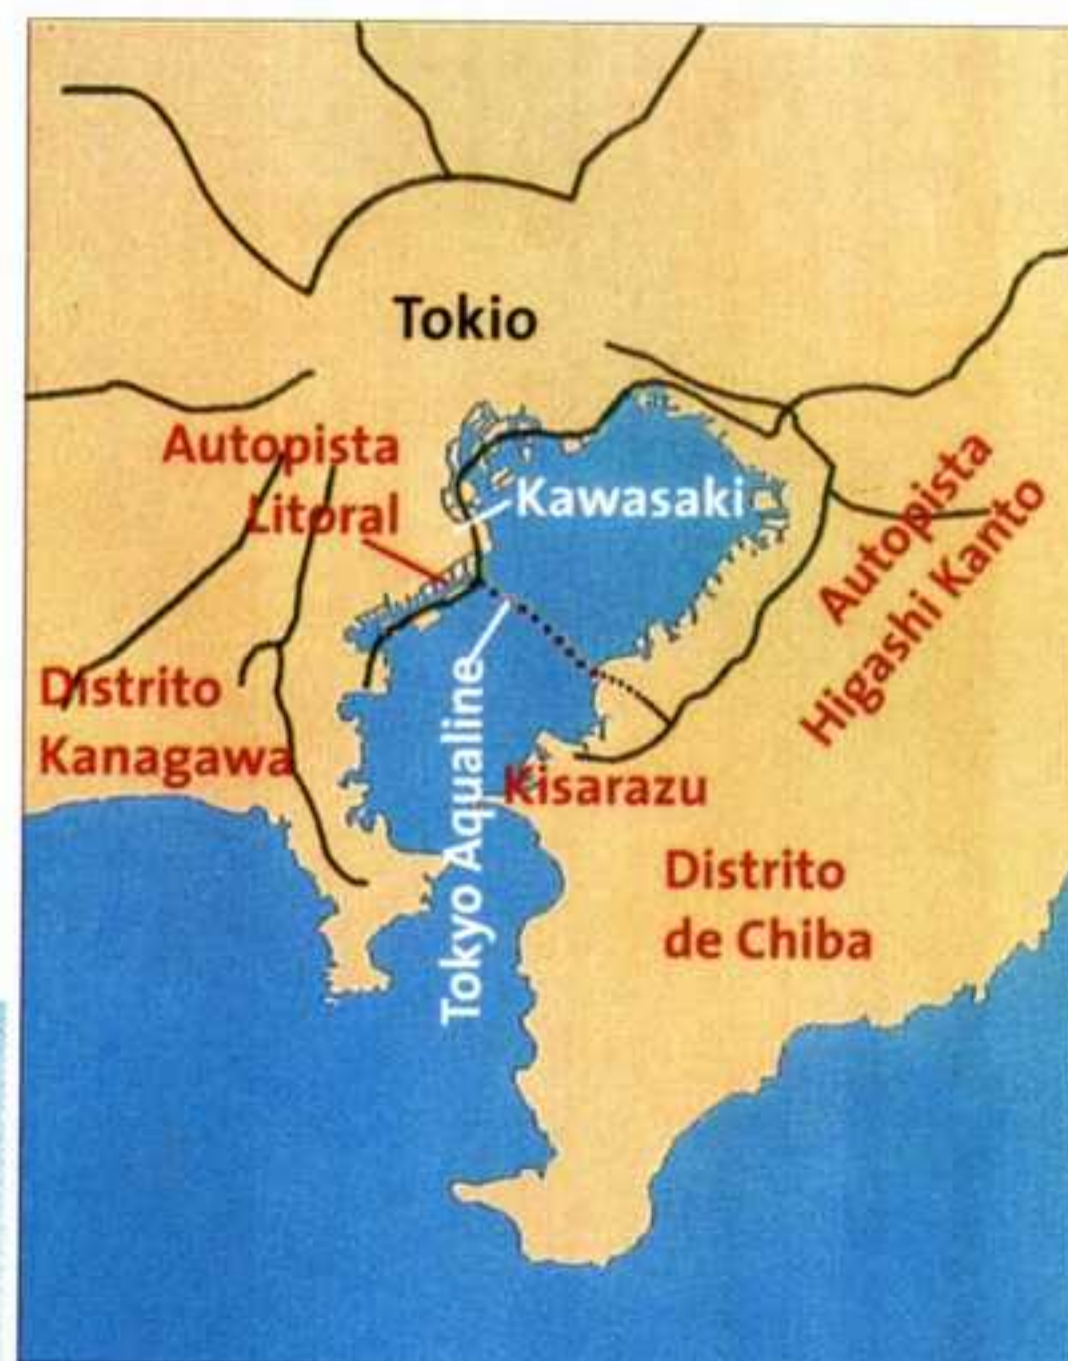 Tokio
Autopista
Litoral
Kawasaki
Autopista
Higashi Kanto
Distrito
Kanagawa
Tokyo Aqualine
Kisarazu
Distrito
de Chiba